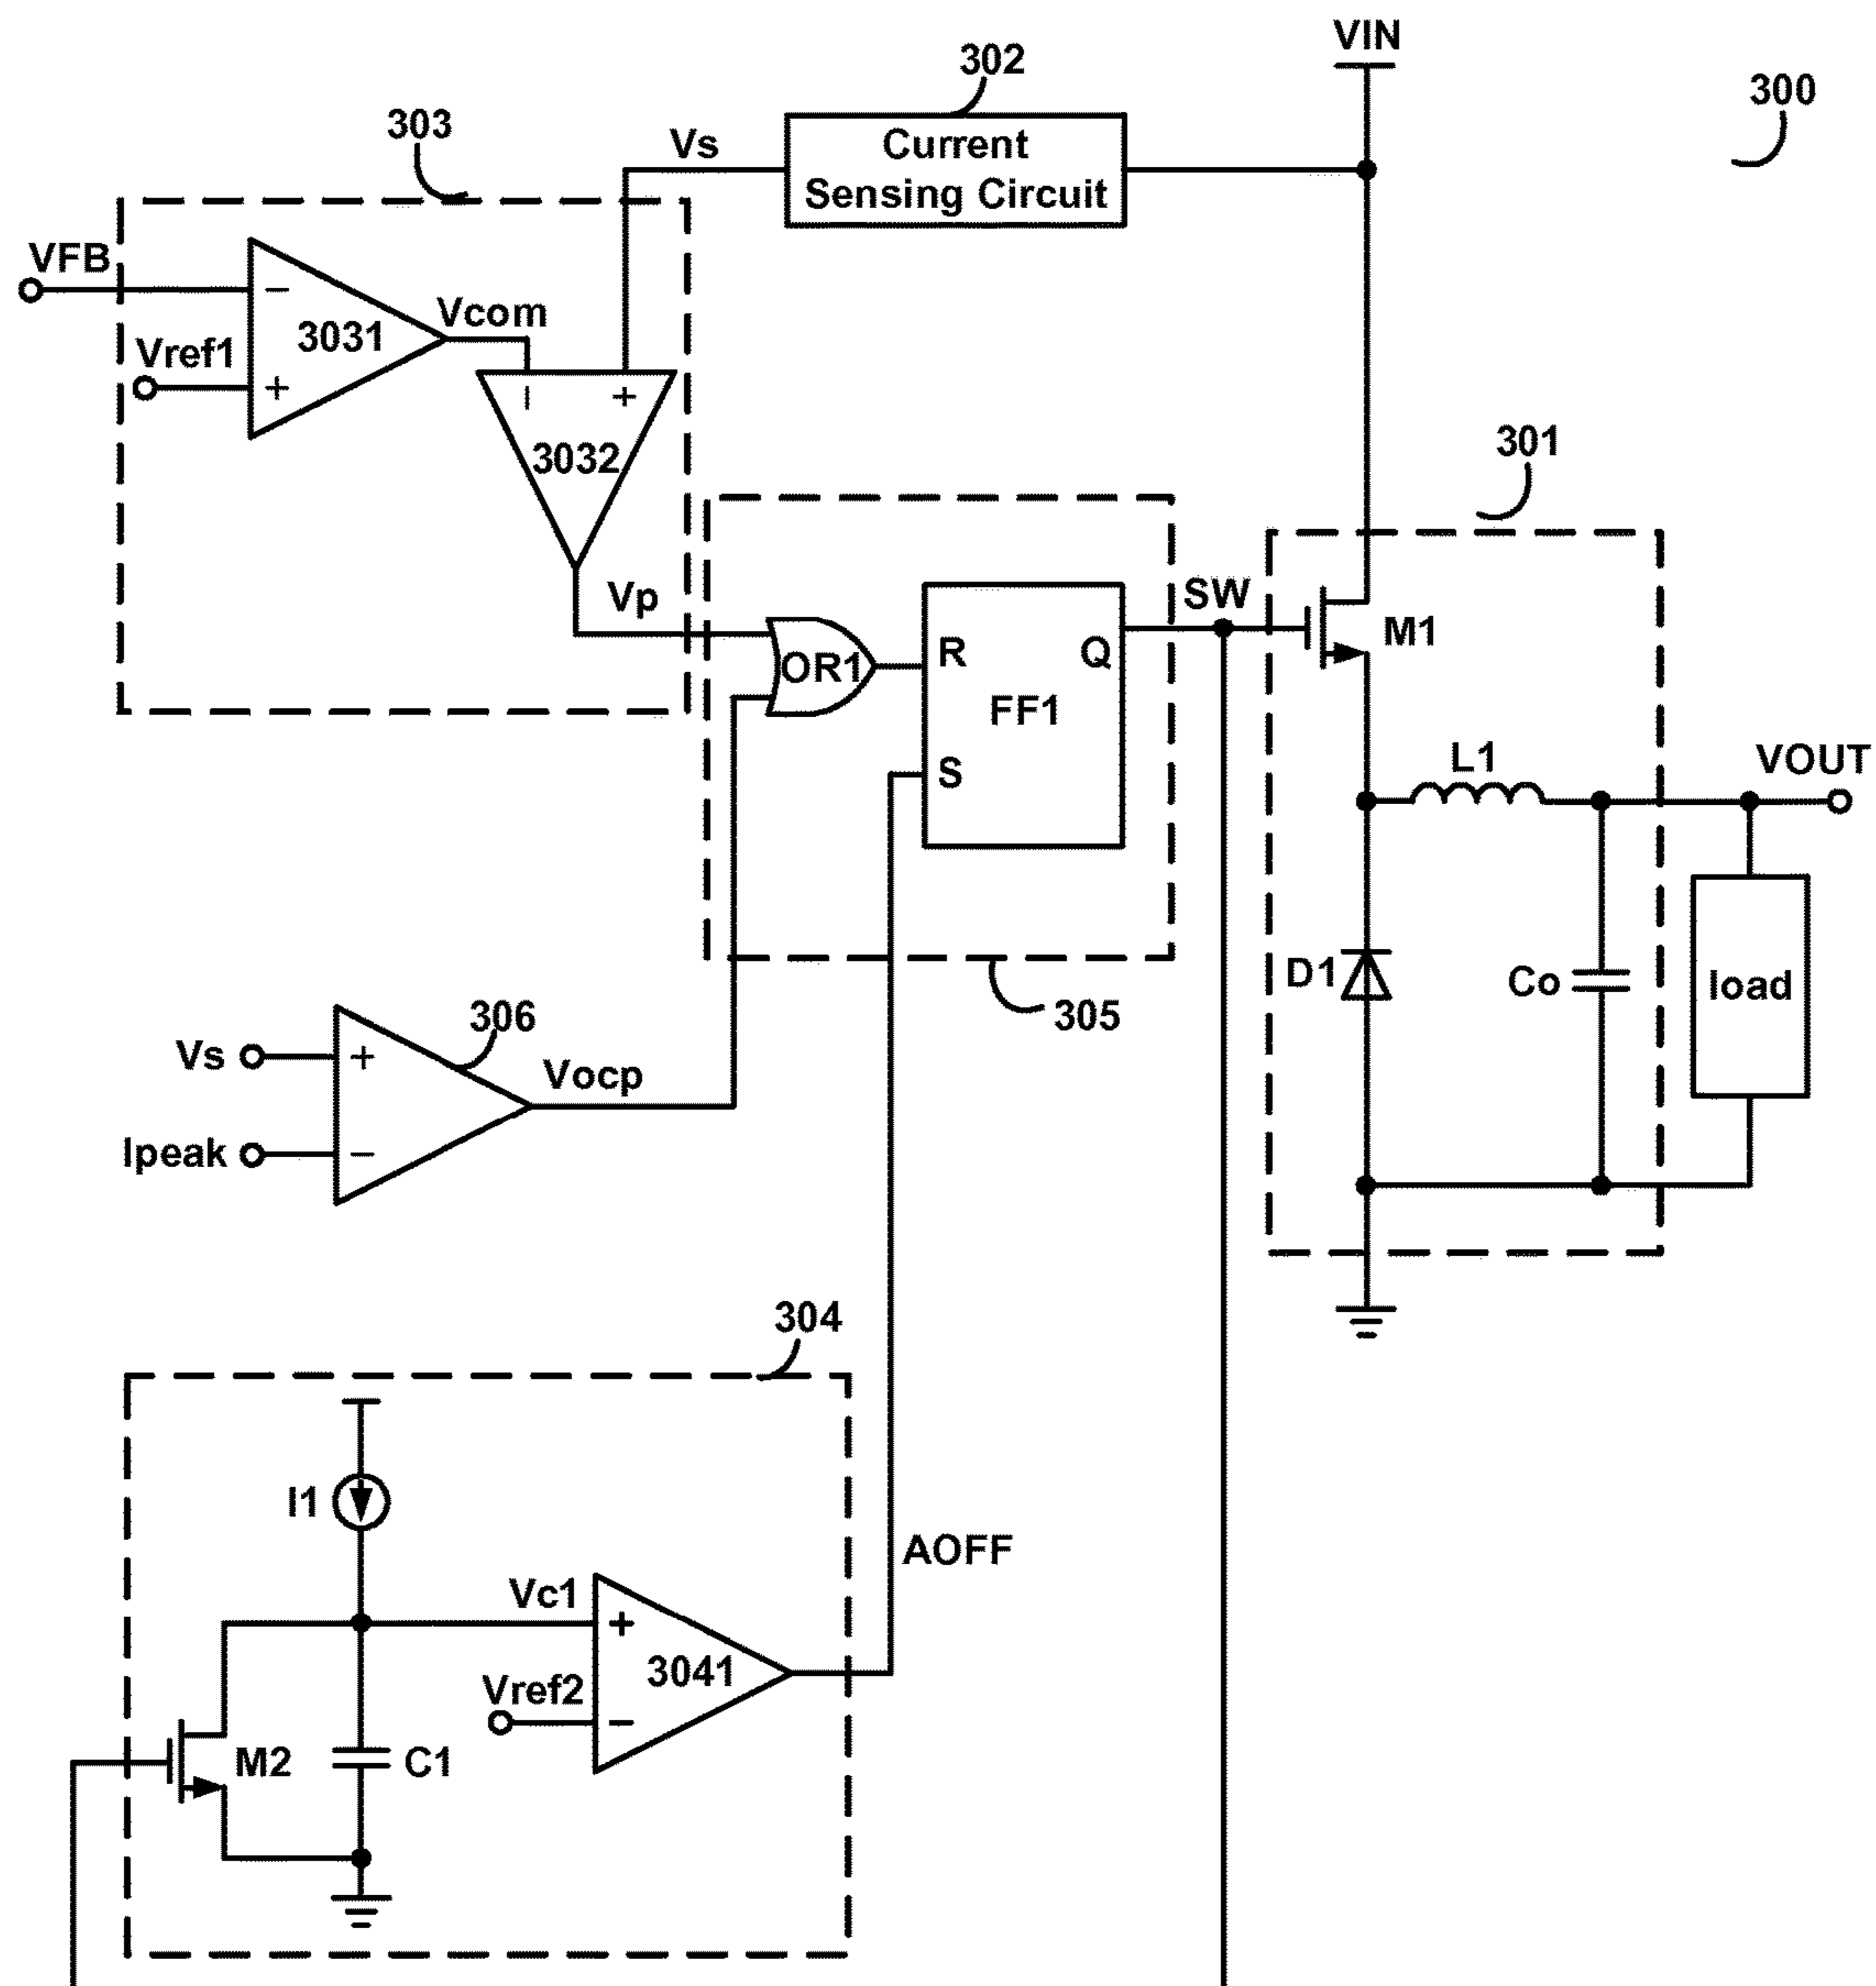 VIN
302
300
303
Vs
Current
Sensing Circuit
VFB
−
Vcom
3031
Vref1
+
−
+
3032
301
Vp
SW
OR1
R
Q
M1
FF1
S
L1
VOUT
D1
Co
load
305
306
Vs
+
Vocp
Ipeak
−
304
I1
AOFF
Vc1
+
3041
Vref2
−
M2
C1